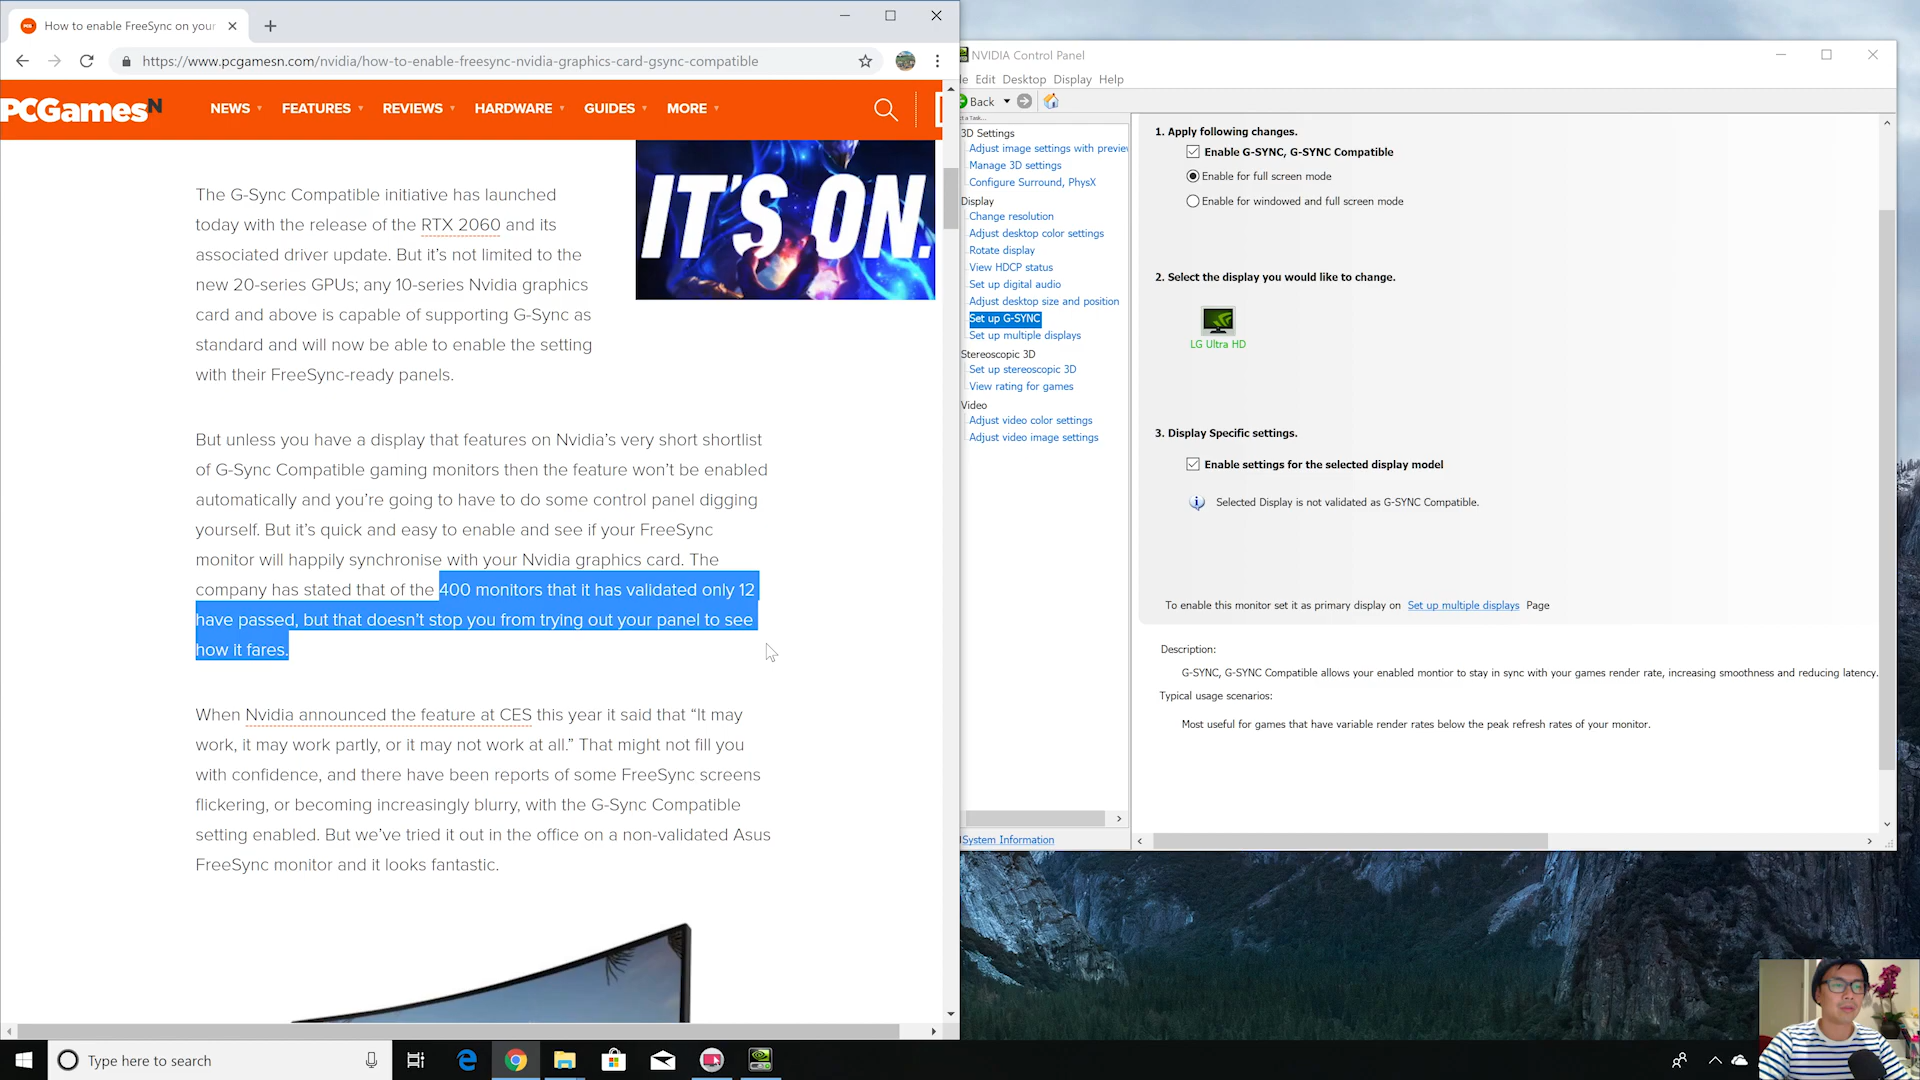 How to enable FreeSync on your
https://www.pcgamesn.com/nvidia/how-to-enable-freesync-nvidia-graphics-card-gsync-compatible
PCGamesN
NEWS
FEATURES
REVIEWS
HARDWARE
GUIDES
MORE
IT'S ON.
The G-Sync Compatible initiative has launched
today with the release of the RTX 2060 and its
associated driver update. But it's not limited to the
new 20-series GPUs; any 10-series Nvidia graphics
card and above is capable of supporting G-Sync as
standard and will now be able to enable the setting
with their FreeSync-ready panels.
But unless you have a display that features on Nvidia's very short shortlist
of G-Sync Compatible gaming monitors then the feature won't be enabled
automatically and you're going to have to do some control panel digging
yourself. But it's quick and easy to enable and see if your FreeSync
monitor will happily synchronise with your Nvidia graphics card. The
company has stated that of the 400 monitors that it has validated only 12
have passed, but that doesn't stop you from trying out your panel to see
how it fares.
When Nvidia announced the feature at CES this year it said that “It may
work, it may work partly, or it may not work at all.” That might not fill you
with confidence, and there have been reports of some FreeSync screens
flickering, or becoming increasingly blurry, with the G-Sync Compatible
setting enabled. But we've tried it out in the office on a non-validated Asus
FreeSync monitor and it looks fantastic.
NVIDIA Control Panel
le Edit Desktop Display Help
Back
3D Settings
Adjust image settings with preview
Manage 3D settings
Configure Surround, PhysX
Display
Change resolution
Adjust desktop color settings
Rotate display
View HDCP status
Set up digital audio
Adjust desktop size and position
Set up G-SYNC
Set up multiple displays
Stereoscopic 3D
Set up stereoscopic 3D
View rating for games
Video
Adjust video color settings
Adjust video image settings
System Information
1. Apply following changes.
Enable G-SYNC, G-SYNC Compatible
Enable for full screen mode
Enable for windowed and full screen mode
2. Select the display you would like to change.
LG Ultra HD
3. Display Specific settings.
Enable settings for the selected display model
Selected Display is not validated as G-SYNC Compatible.
To enable this monitor set it as primary display on Set up multiple displays Page
Description:
G-SYNC, G-SYNC Compatible allows your enabled montior to stay in sync with your games render rate, increasing smoothness and reducing latency.
Typical usage scenarios:
Most useful for games that have variable render rates below the peak refresh rates of your monitor.
Type here to search